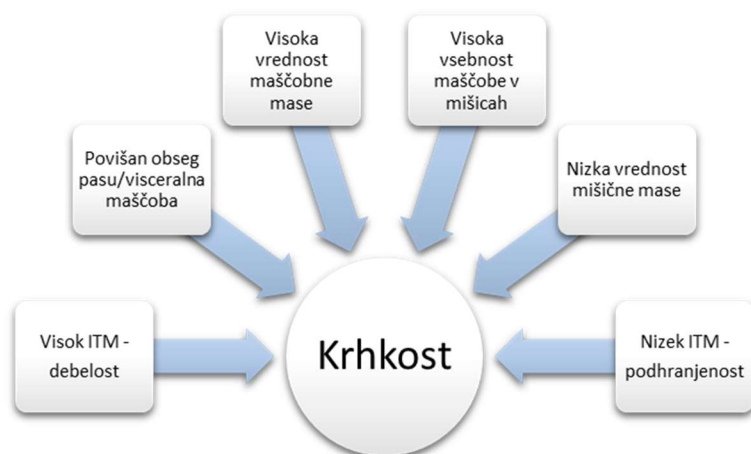 Visoka
vrednost
maščobne
mase
Visoka
vsebnost
maščobe v
mišicah
Povišan obseg
pasu/visceralna
maščoba
Nizka vrednost
mišične mase
Visok ITM -
debelost
Krhkost
Nizek ITM -
podhranjenost